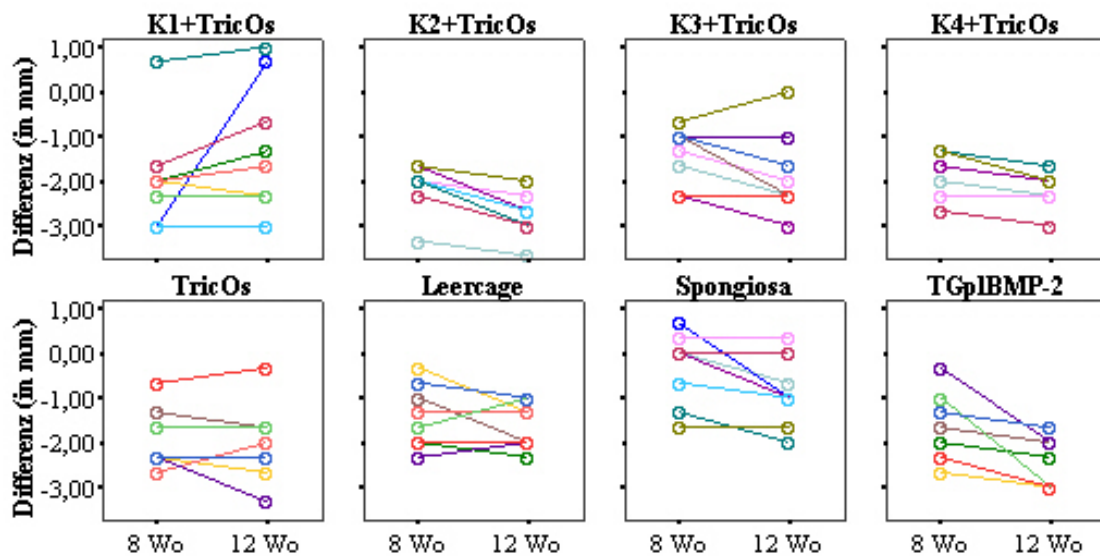 K1+TricOs K2+TricOs K3+TricOs K4+TricOs
Differenz (in mm)
1,00
0,00
-1,00
-2,00
-3,00
TricOs Leercage Spongiosa TGplBMP-2
Differenz (in mm)
1,00
0,00
-1,00
-2,00
-3,00
8 Wo 12 Wo 8 Wo 12 Wo 8 Wo 12 Wo 8 Wo 12 Wo